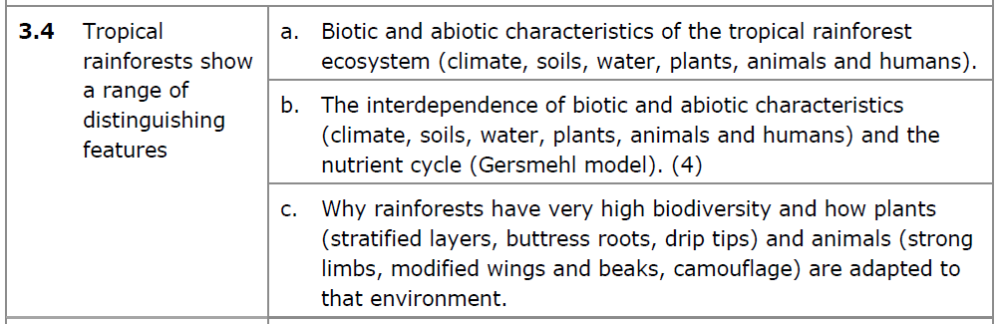 3.4 Tropical
rainforests show
a range of
distinguishing
features
a. Biotic and abiotic characteristics of the tropical rainforest
ecosystem (climate, soils, water, plants, animals and humans).
b. The interdependence of biotic and abiotic characteristics
(climate, soils, water, plants, animals and humans) and the
nutrient cycle (Gersmehl model). (4)
c. Why rainforests have very high biodiversity and how plants
(stratified layers, buttress roots, drip tips) and animals (strong
limbs, modified wings and beaks, camouflage) are adapted to
that environment.